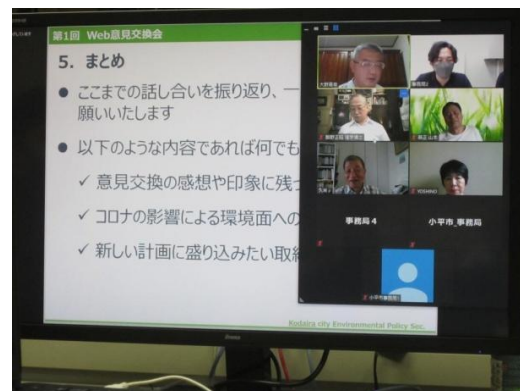 第1回 Web意見交換会
5. まとめ
● ここまでの話し合いを振り返り、一
願いいたします
● 以下のような内容であれば何でも
✓ 意見交換の感想や印象に残っ
✓ コロナの影響による環境面への
✓ 新しい計画に盛り込みたい取組
YOSHINO
事務局4
小平市_事務局
Kodaira city Environmental Policy Sec.